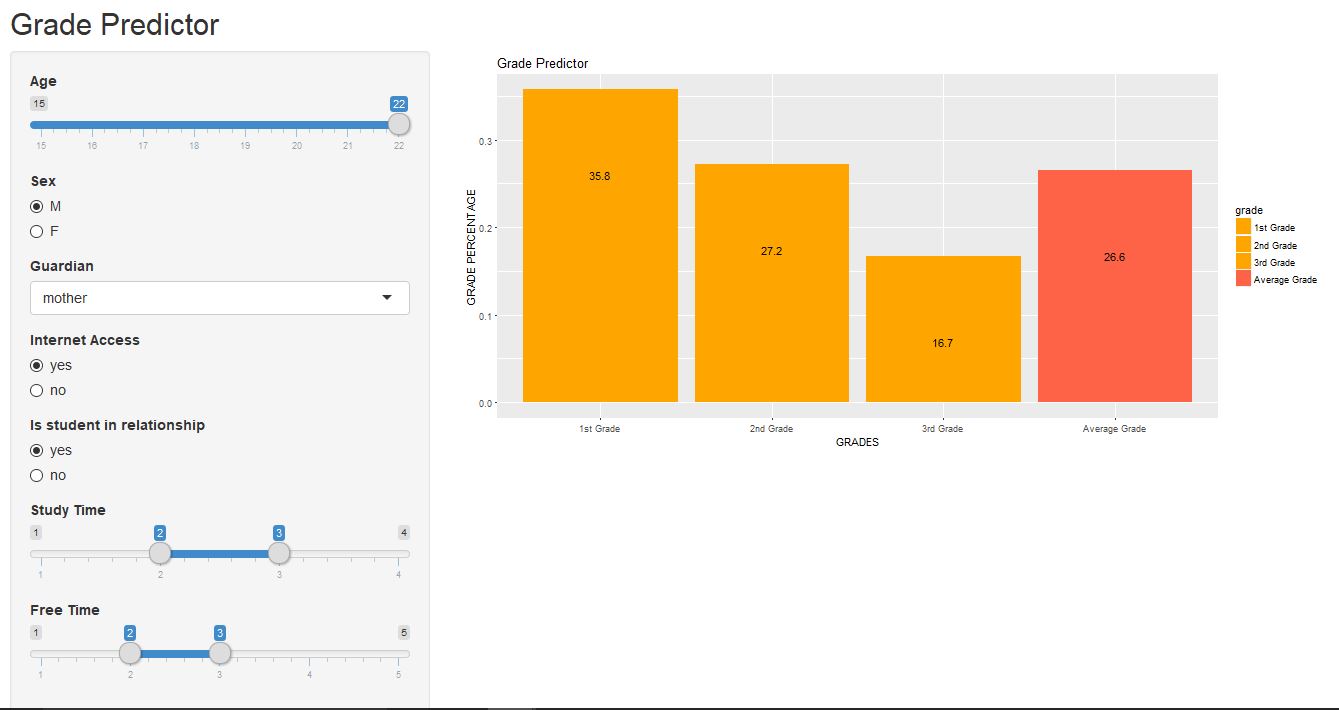 Grade Predictor
Age
15 22
15 16 17 18 19 20 21 22
Sex
M
F
Guardian
mother
Internet Access
yes
no
Is student in relationship
yes
no
Study Time
1 2 3 4
1 2 3 4
Free Time
1 2 3 5
1 2 3 4 5
Grade Predictor
GRADE PERCENTAGE
0.3
0.2
0.1
0.0
35.8
27.2
16.7
26.6
1st Grade 2nd Grade 3rd Grade Average Grade
GRADES
grade
1st Grade
2nd Grade
3rd Grade
Average Grade